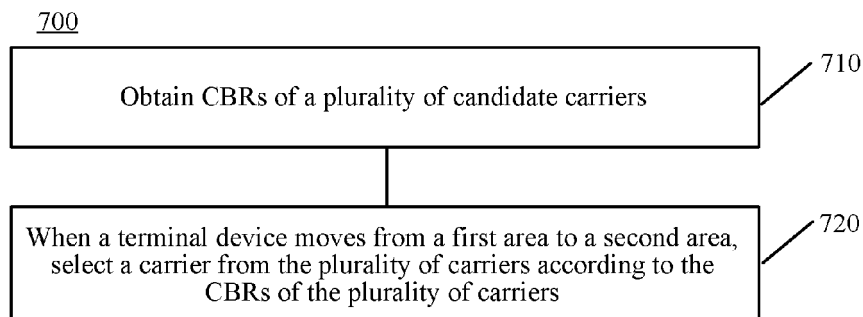 700
Obtain CBRs of a plurality of candidate carriers
710
When a terminal device moves from a first area to a second area,
select a carrier from the plurality of carriers according to the
CBRs of the plurality of carriers
720